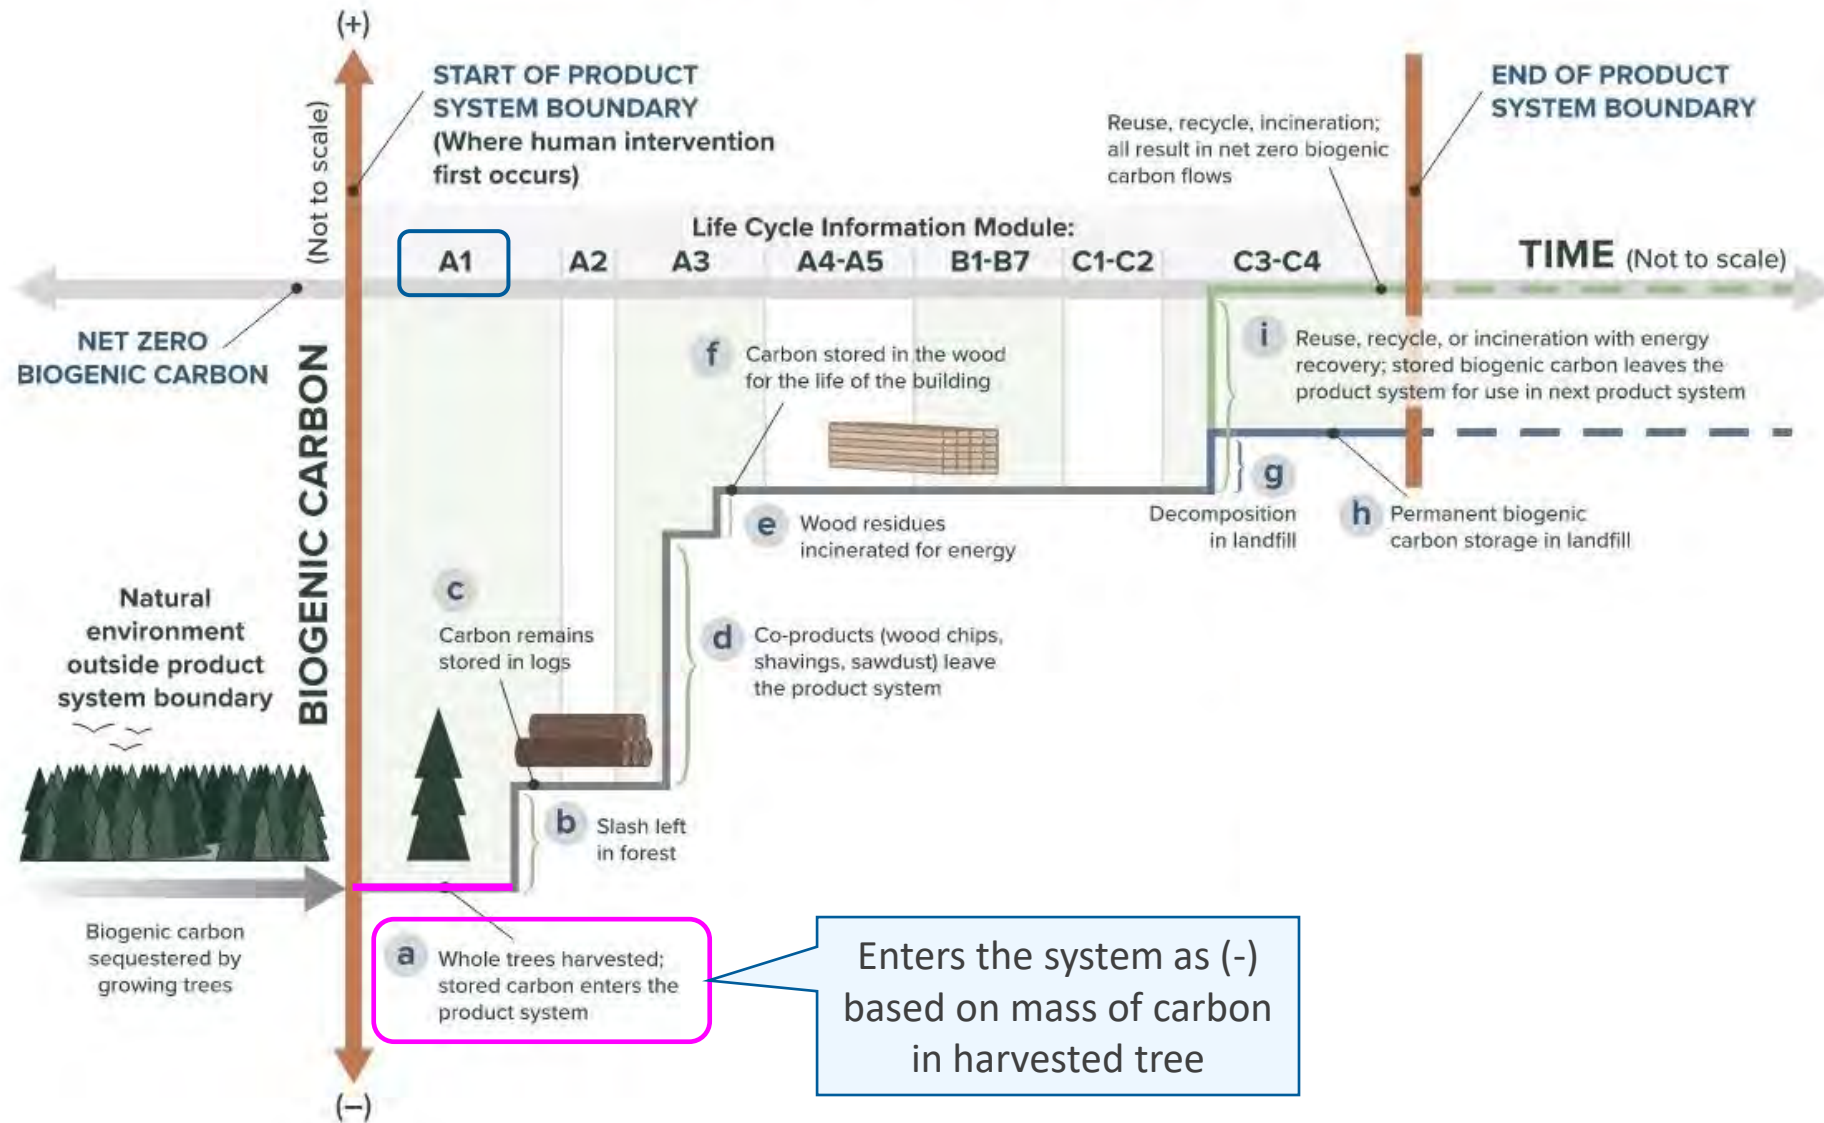 (+)
START OF PRODUCT
SYSTEM BOUNDARY
(Where human intervention
first occurs)
(Not to scale)
Reuse, recycle, incineration;
all result in net zero biogenic
carbon flows
END OF PRODUCT
SYSTEM BOUNDARY
Life Cycle Information Module:
A1
A2
A3
A4-A5
B1-B7
C1-C2
C3-C4
TIME (Not to scale)
NET ZERO
BIOGENIC CARBON
BIOGENIC CARBON
f
Carbon stored in the wood
for the life of the building
i
Reuse, recycle, or incineration with energy
recovery; stored biogenic carbon leaves the
product system for use in next product system
g
Decomposition
in landfill
h
Permanent biogenic
carbon storage in landfill
e
Wood residues
incinerated for energy
c
Carbon remains
stored in logs
d
Co-products (wood chips,
shavings, sawdust) leave
the product system
Natural
environment
outside product
system boundary
b
Slash left
in forest
Biogenic carbon
sequestered by
growing trees
a
Whole trees harvested;
stored carbon enters the
product system
Enters the system as (-)
based on mass of carbon
in harvested tree
(−)